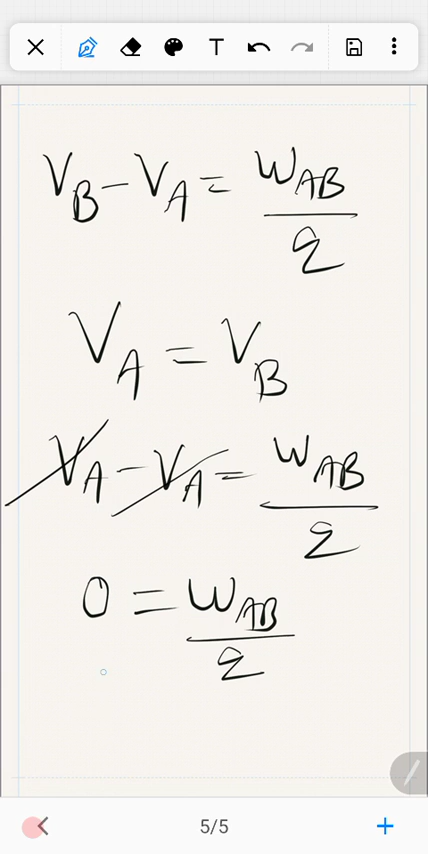 T
V_B - V_A = W_AB / q
V_A = V_B
V_A - V_A = W_AB / q
0 = W_AB / q
5/5